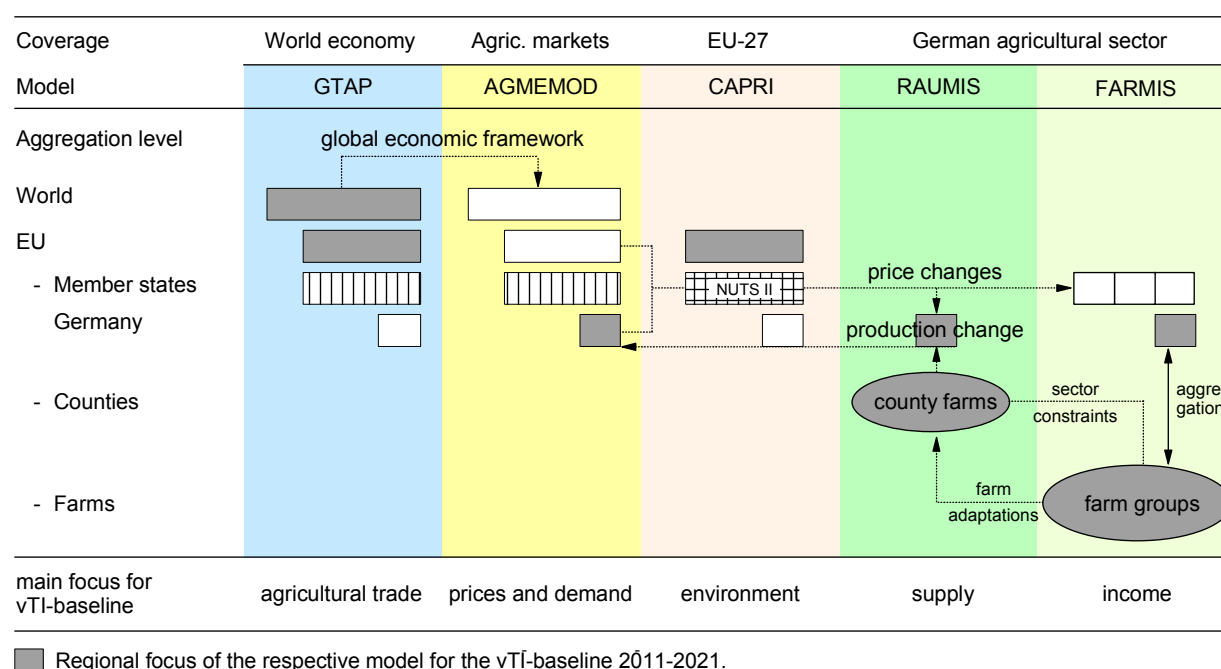 Coverage World economy Agric. markets EU-27 German agricultural sector
Model GTAP AGMEMOD CAPRI RAUMIS FARMIS
Aggregation level global economic framework
World
EU
- Member states NUTS II price changes
Germany production change
- Counties county farms sector constraints aggre- gation
- Farms farm adaptations farm groups
main focus for
vTI-baseline agricultural trade prices and demand environment supply income
Regional focus of the respective model for the vTI-baseline 2011-2021.